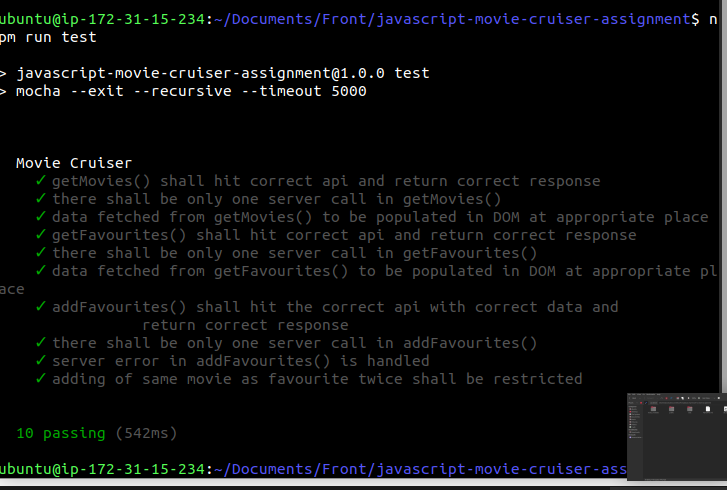 ubuntu@ip-172-31-15-234:~/Documents/Front/javascript-movie-cruiser-assignment$ n
pm run test
> javascript-movie-cruiser-assignment@1.0.0 test
> mocha --exit --recursive --timeout 5000
Movie Cruiser
✓ getMovies() shall hit correct api and return correct response
✓ there shall be only one server call in getMovies()
✓ data fetched from getMovies() to be populated in DOM at appropriate place
✓ getFavourites() shall hit correct api and return correct response
✓ there shall be only one server call in getFavourites()
✓ data fetched from getFavourites() to be populated in DOM at appropriate pl
ace
✓ addFavourites() shall hit the correct api with correct data and
return correct response
✓ there shall be only one server call in addFavourites()
✓ server error in addFavourites() is handled
✓ adding of same movie as favourite twice shall be restricted
10 passing (542ms)
ubuntu@ip-172-31-15-234:~/Documents/Front/javascript-movie-cruiser-ass